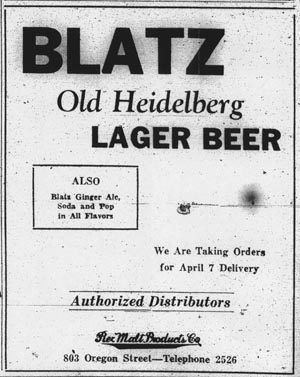 BLATZ
Old Heidelberg
LAGER BEER
ALSO
Blatz Ginger Ale,
Soda and Pop
in All Flavors
We Are Taking Orders
for April 7 Delivery
Authorized Distributors
Rec Malt Products Co.
803 Oregon Street—Telephone 2526